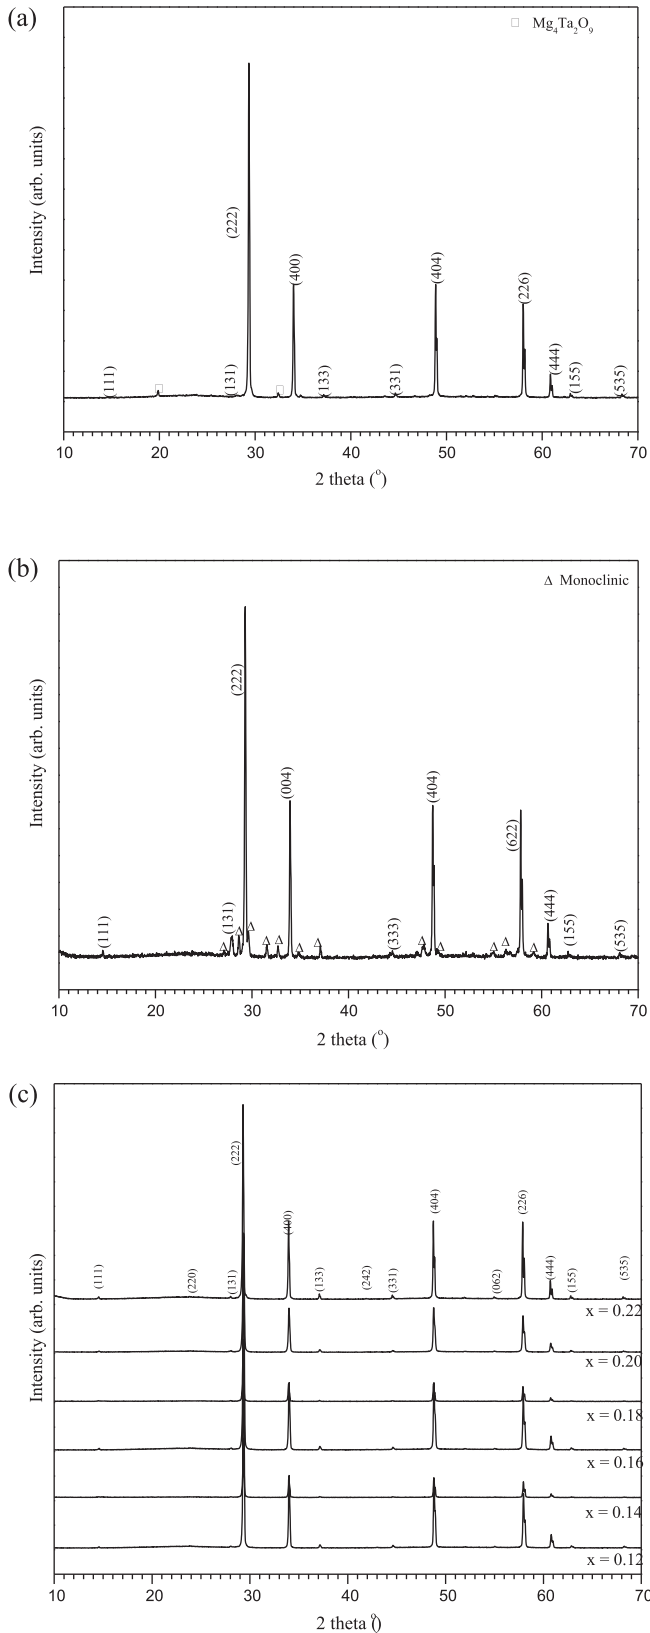 (a)
□ Mg4Ta2O9
Intensity (arb. units)
(111)
□
(131)
(222)
□
(400)
(133)
(331)
(404)
(226)
(444)
(155)
(535)
10 20 30 40 50 60 70
2 theta (°)
(b)
Δ Monoclinic
Intensity (arb. units)
(111)
Δ
(131)
Δ
(222)
Δ
Δ
Δ
(004)
Δ
Δ
(333)
Δ
(404)
Δ
Δ
Δ
(622)
Δ
(444)
(155)
(535)
10 20 30 40 50 60 70
2 theta (°)
(c)
Intensity (arb. units)
(111)
(220)
(131)
(222)
(400)
(133)
(242)
(331)
(404)
(062)
(226)
(444)
(155)
(535)
x = 0.22
x = 0.20
x = 0.18
x = 0.16
x = 0.14
x = 0.12
10 20 30 40 50 60 70
2 theta (°)